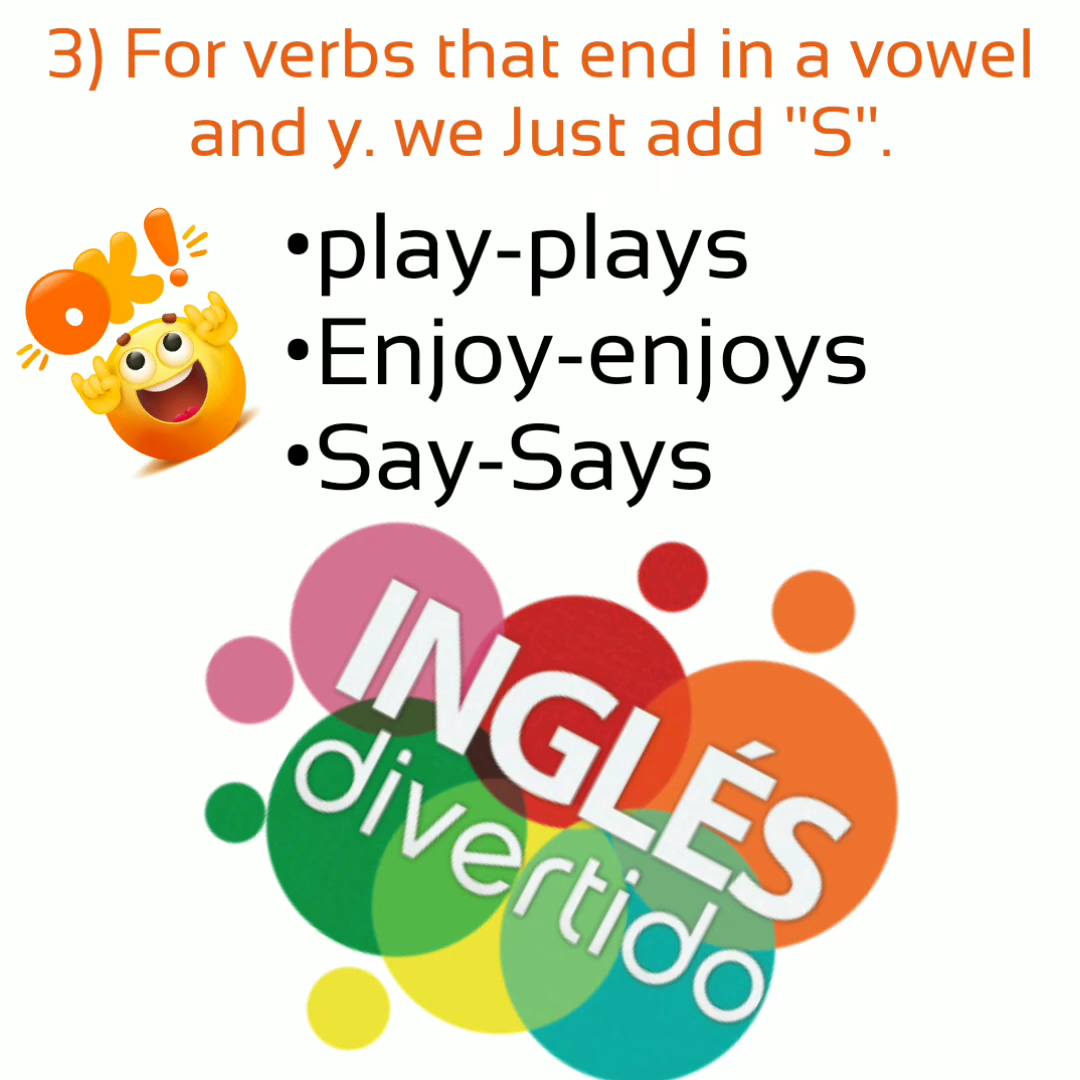 3) For verbs that end in a vowel
and y. we Just add "S".
OK!
•play-plays
•Enjoy-enjoys
•Say-Says
INGLÉS
divertido